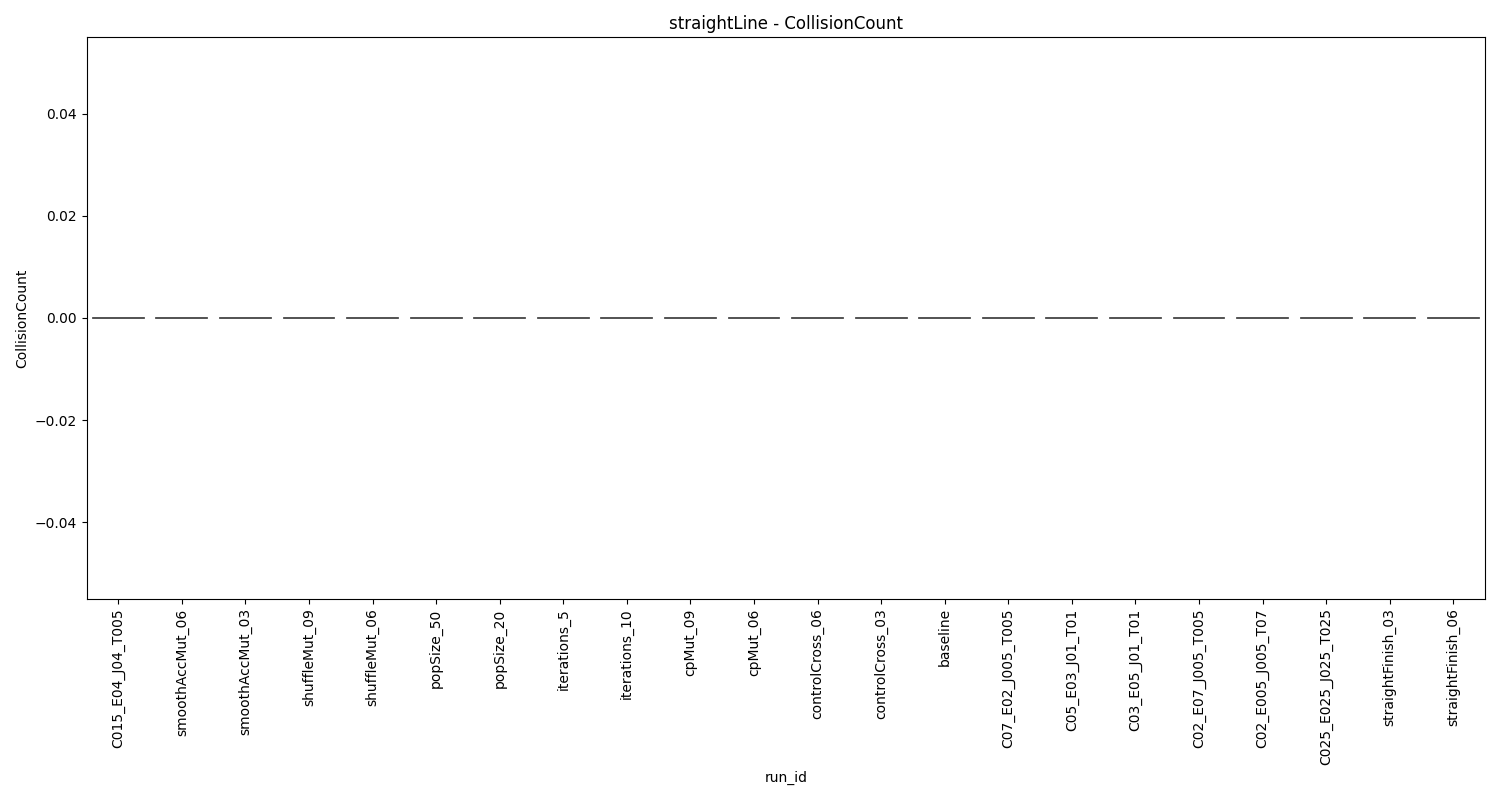 straightLine - CollisionCount
0.04
0.02
0.00
−0.02
−0.04
CollisionCount
C015_E04_J04_T005
smoothAccMut_06
smoothAccMut_03
shuffleMut_09
shuffleMut_06
popSize_50
popSize_20
iterations_5
iterations_10
cpMut_09
cpMut_06
controlCross_06
controlCross_03
baseline
C07_E02_J005_T005
C05_E03_J01_T01
C03_E05_J01_T01
C02_E07_J005_T005
C02_E005_J005_T07
C025_E025_J025_T025
straightFinish_03
straightFinish_06
run_id